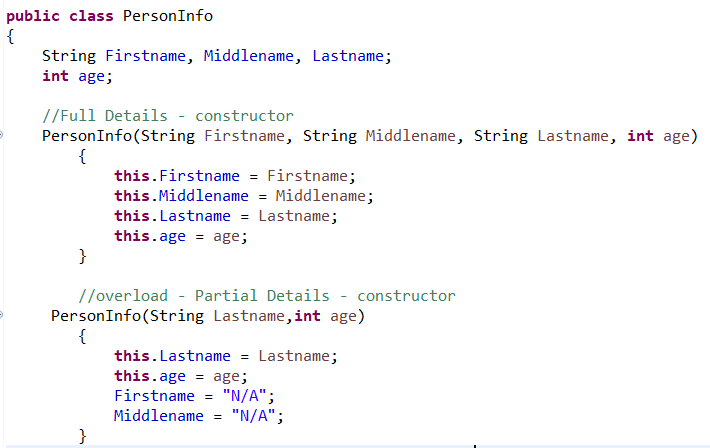 public class PersonInfo
{
    String Firstname, Middlename, Lastname;
    int age;

    //Full Details - constructor
    PersonInfo(String Firstname, String Middlename, String Lastname, int age)
        {
            this.Firstname = Firstname;
            this.Middlename = Middlename;
            this.Lastname = Lastname;
            this.age = age;
        }

        //overload - Partial Details - constructor
     PersonInfo(String Lastname,int age)
        {
            this.Lastname = Lastname;
            this.age = age;
            Firstname = "N/A";
            Middlename = "N/A";
        }